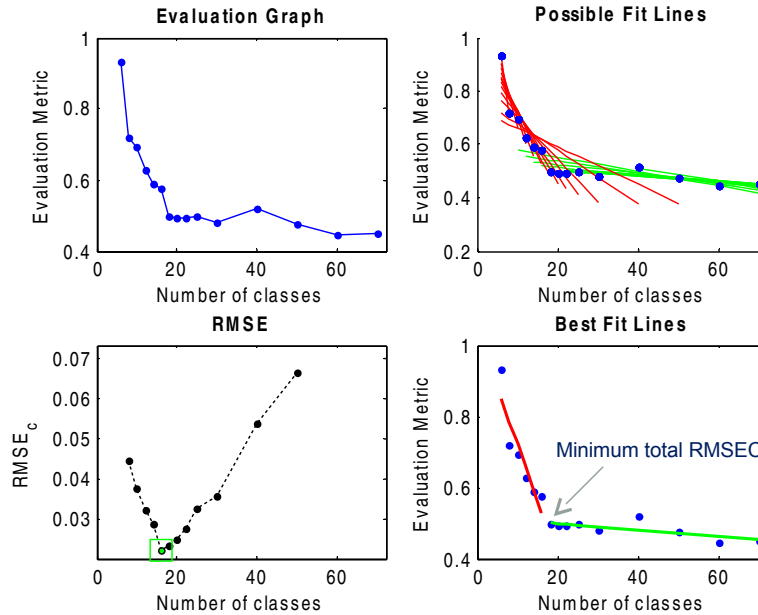 Evaluation Graph
Evaluation Metric
1
0.8
0.6
0.4
0
20
40
60
Number of classes
Possible Fit Lines
Evaluation Metric
1
0.8
0.6
0.4
0.2
0
20
40
60
Number of classes
RMSE
RMSE_C
0.07
0.06
0.05
0.04
0.03
0
20
40
60
Number of classes
Best Fit Lines
Evaluation Metric
1
0.8
0.6
0.4
Minimum total RMSEC
0
20
40
60
Number of classes